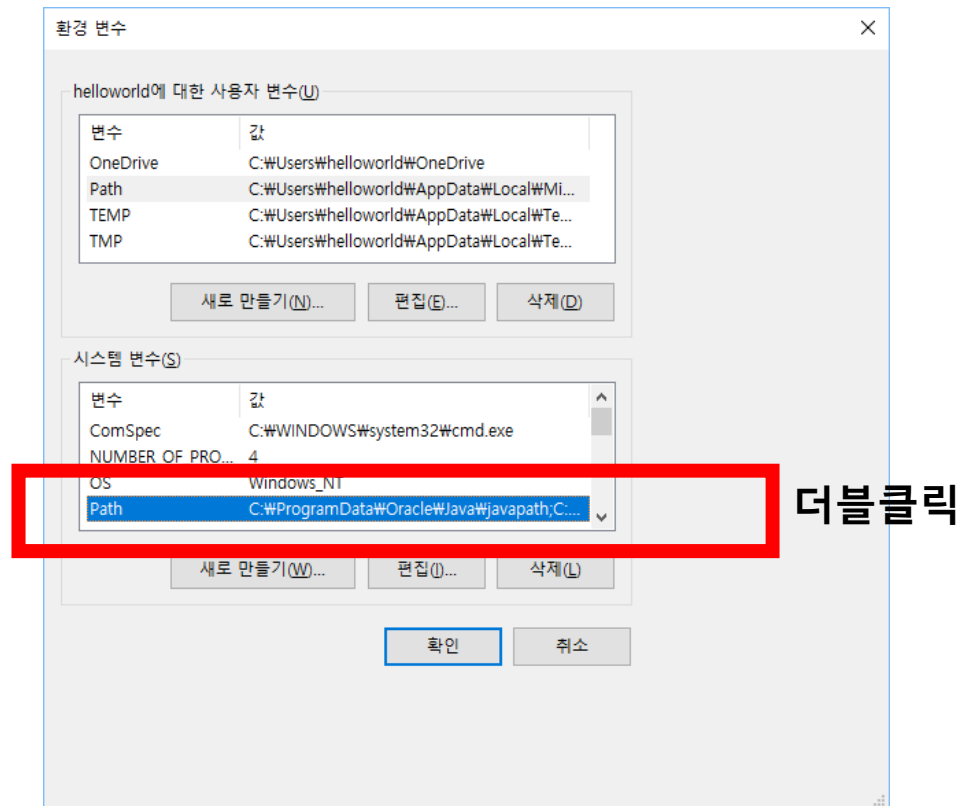 환경 변수
helloworld에 대한 사용자 변수(U)
변수 값
OneDrive C:₩Users₩helloworld₩OneDrive
Path C:₩Users₩helloworld₩AppData₩Local₩Mi...
TEMP C:₩Users₩helloworld₩AppData₩Local₩Te...
TMP C:₩Users₩helloworld₩AppData₩Local₩Te...
새로 만들기(N)... 편집(E)... 삭제(D)
시스템 변수(S)
변수 값
ComSpec C:₩WINDOWS₩system32₩cmd.exe
NUMBER_OF_PRO... 4
OS Windows_NT
Path C:₩ProgramData₩Oracle₩Java₩javapath;C:...
더블클릭
새로 만들기(W)... 편집(I)... 삭제(L)
확인 취소